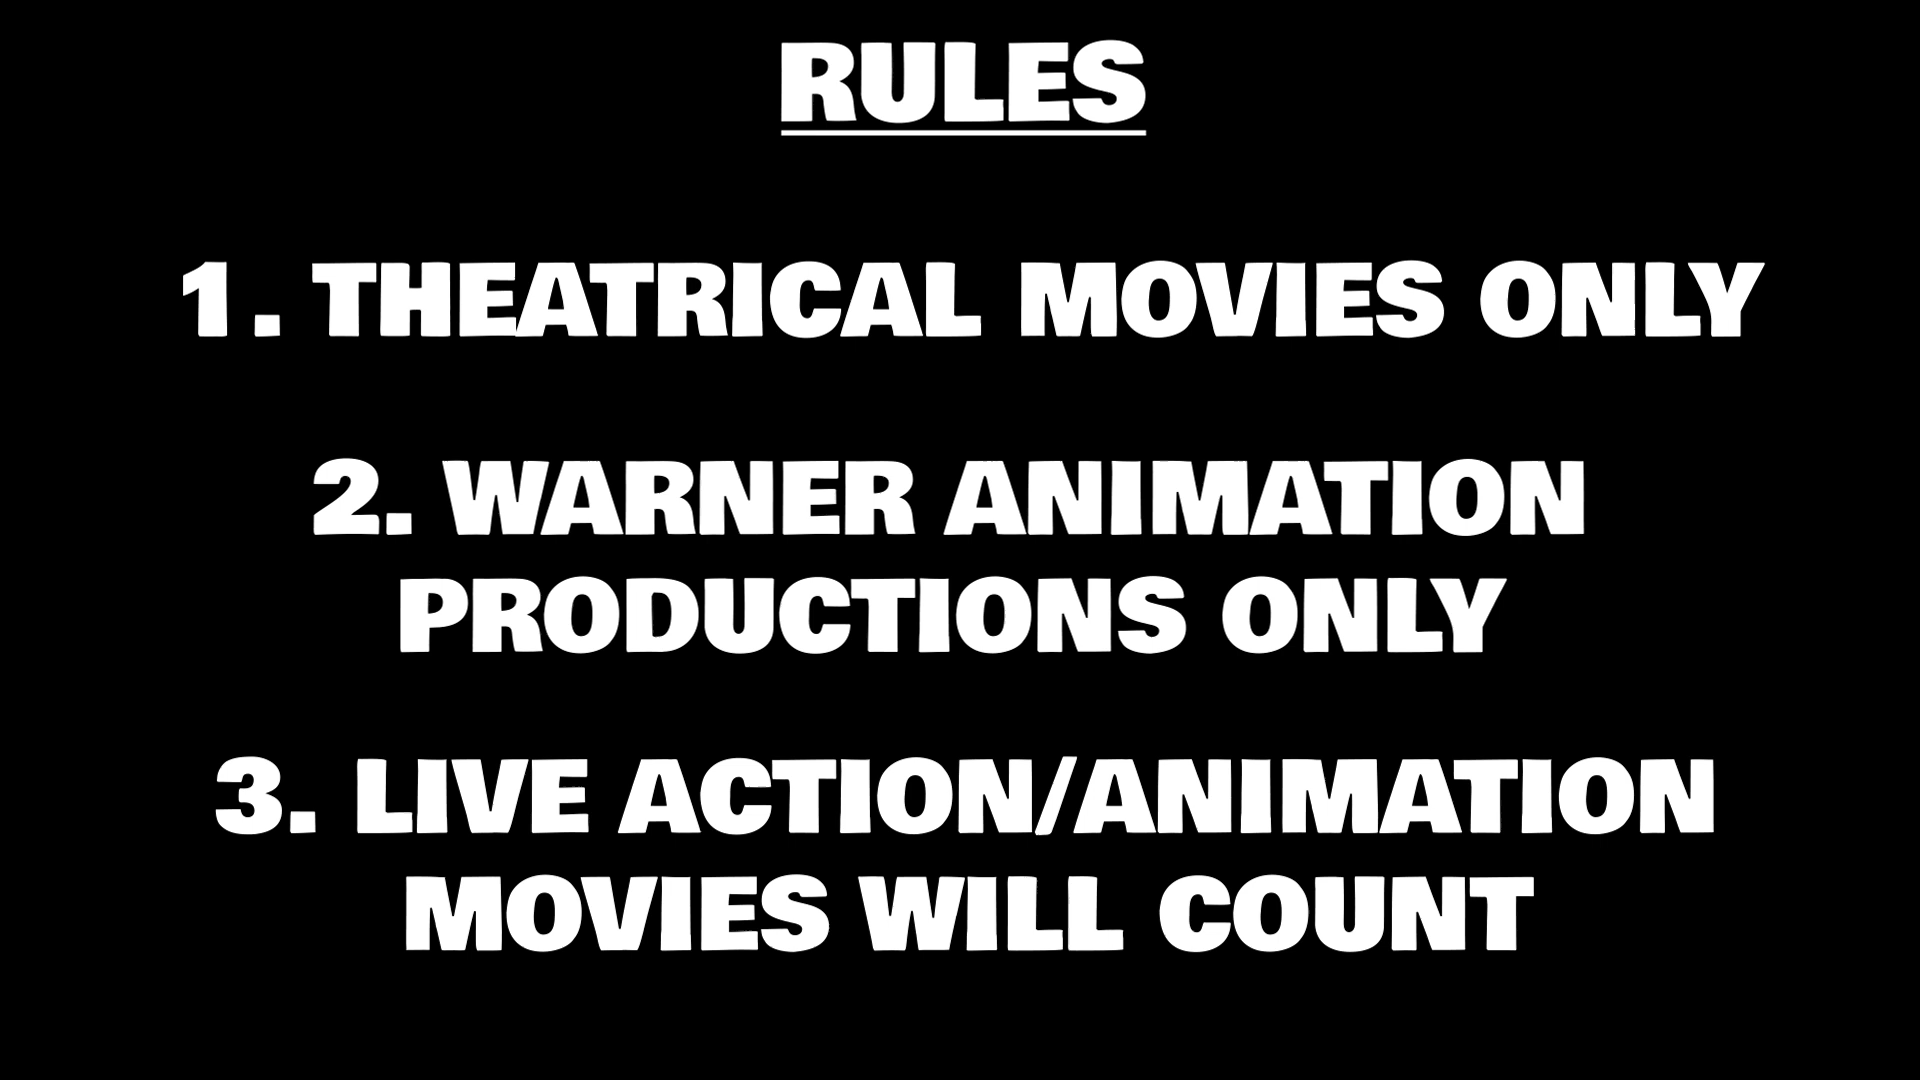 RULES
1. THEATRICAL MOVIES ONLY
2. WARNER ANIMATION
PRODUCTIONS ONLY
3. LIVE ACTION/ANIMATION
MOVIES WILL COUNT